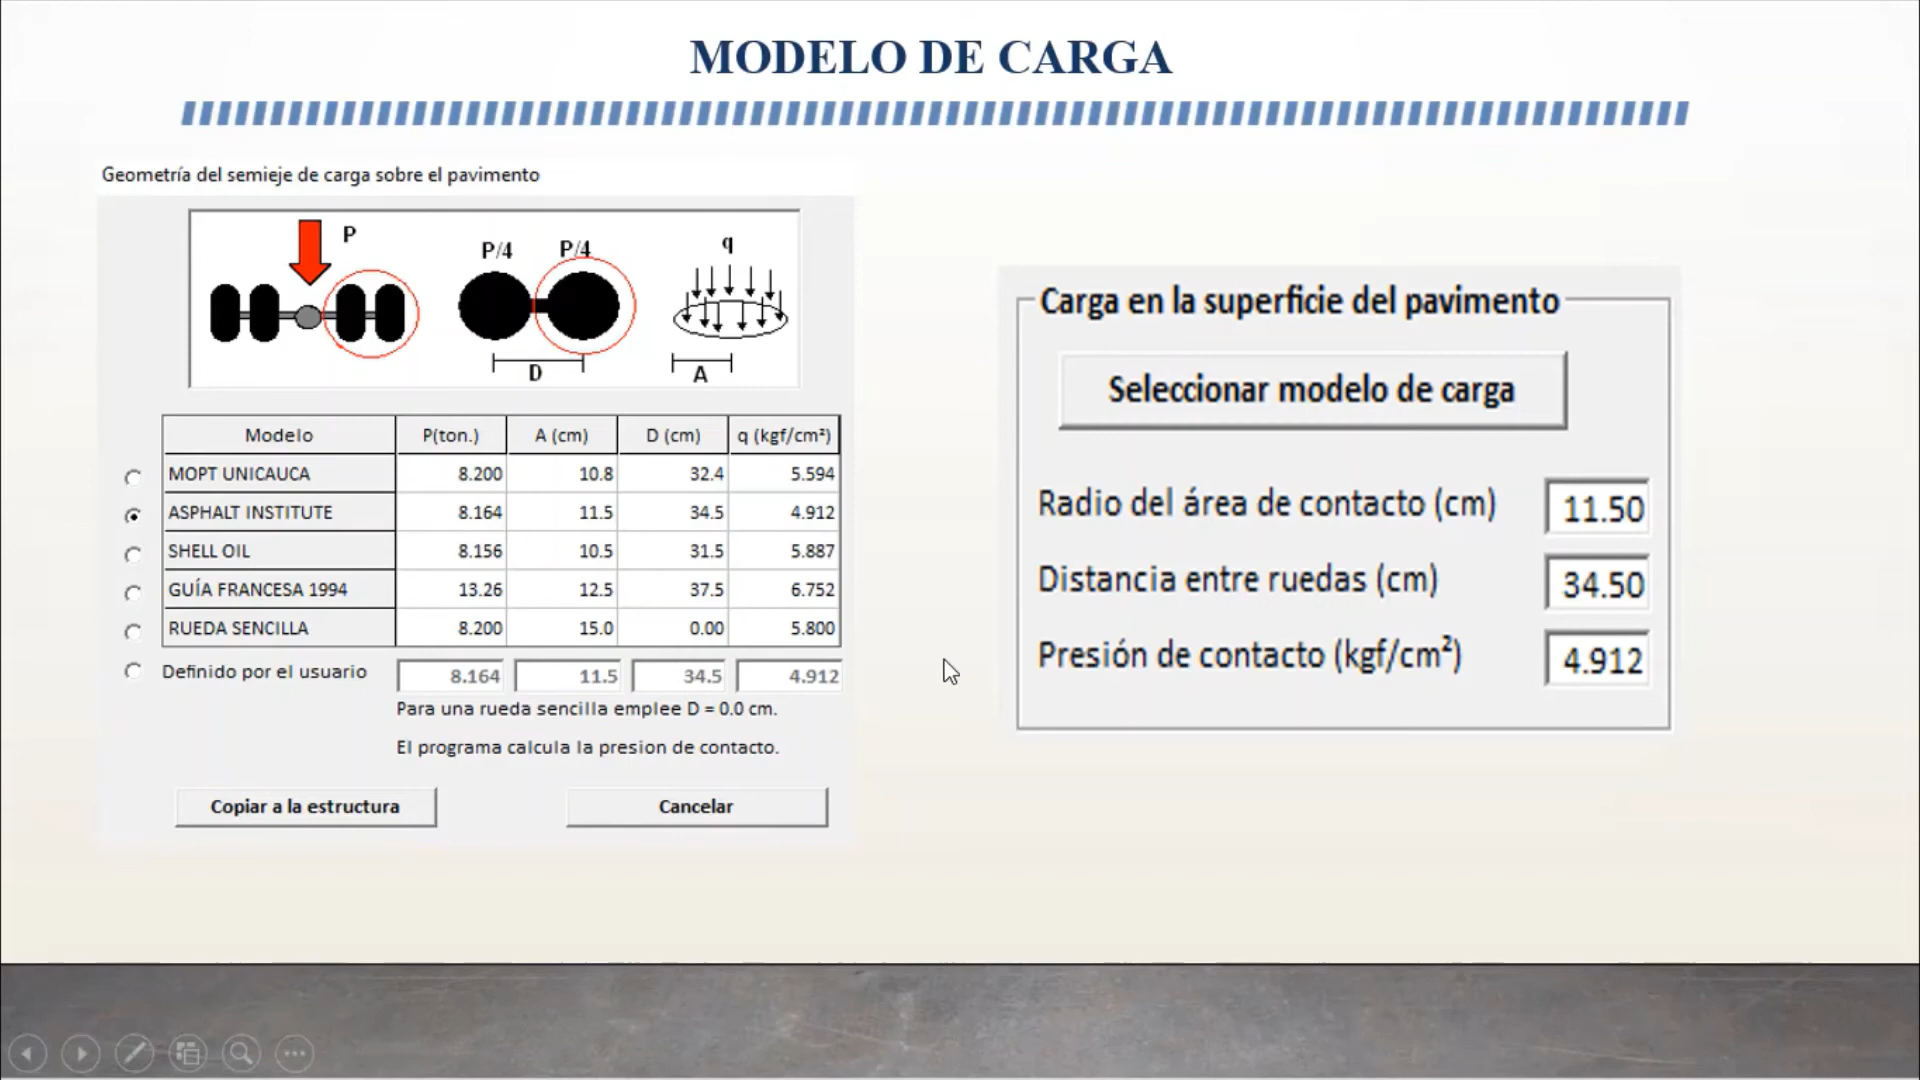 MODELO DE CARGA
Geometría del semieje de carga sobre el pavimento
P
P/4 P/4
q
D
A
Modelo P(ton.) A (cm) D (cm) q (kgf/cm²)
MOPT UNICAUCA 8.200 10.8 32.4 5.594
ASPHALT INSTITUTE 8.164 11.5 34.5 4.912
SHELL OIL 8.156 10.5 31.5 5.887
GUÍA FRANCESA 1994 13.26 12.5 37.5 6.752
RUEDA SENCILLA 8.200 15.0 0.00 5.800
Definido por el usuario 8.164 11.5 34.5 4.912
Para una rueda sencilla emplee D = 0.0 cm.
El programa calcula la presion de contacto.
Copiar a la estructura Cancelar
Carga en la superficie del pavimento
Seleccionar modelo de carga
Radio del área de contacto (cm) 11.50
Distancia entre ruedas (cm) 34.50
Presión de contacto (kgf/cm²) 4.912